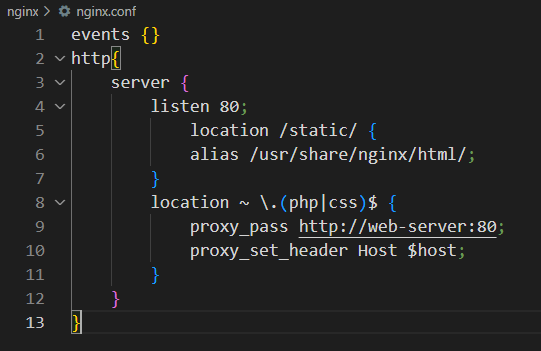 nginx > nginx.conf
1 events {}
2 http{
3     server {
4         listen 80;
5             location /static/ {
6             alias /usr/share/nginx/html/;
7         }
8         location ~ \.(php|css)$ {
9             proxy_pass http://web-server:80;
10             proxy_set_header Host $host;
11         }
12     }
13 }